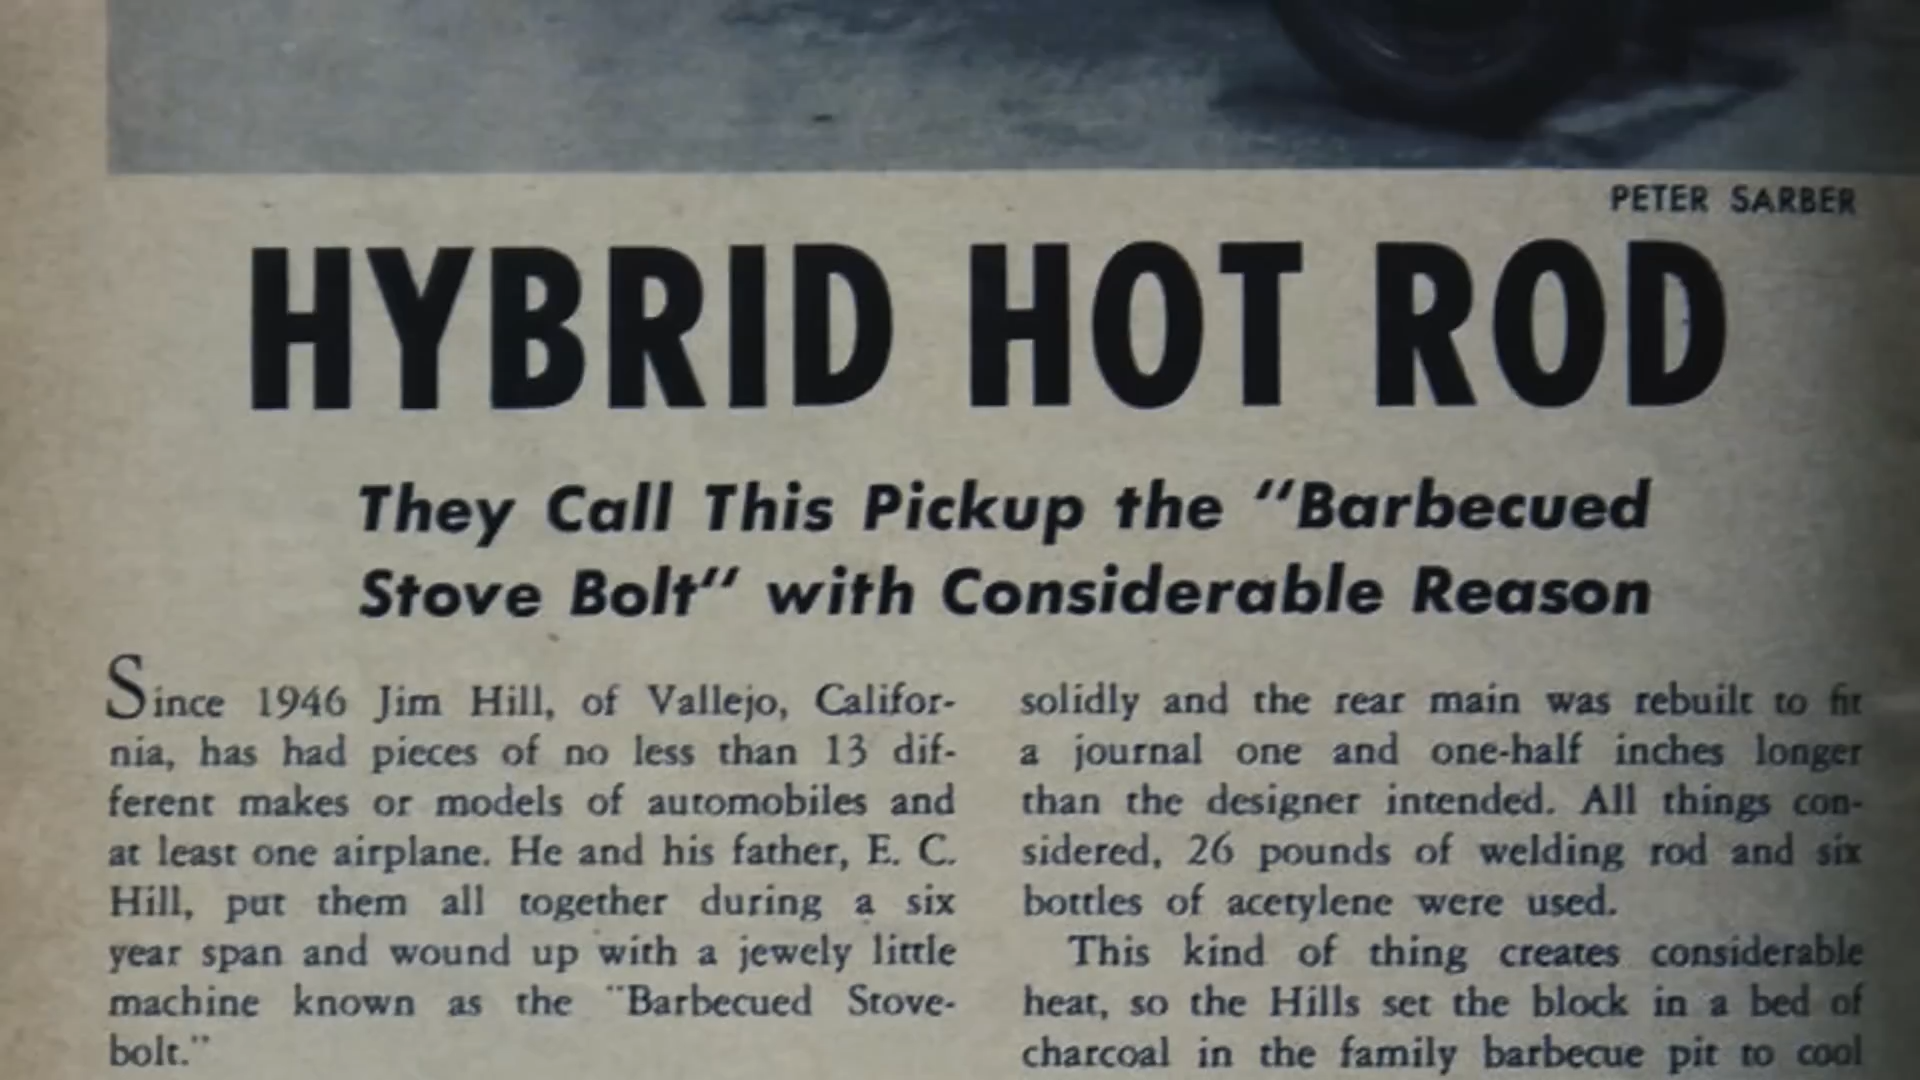 PETER SARBER
HYBRID HOT ROD
They Call This Pickup the "Barbecued
Stove Bolt" with Considerable Reason
Since 1946 Jim Hill, of Vallejo, Califor-
nia, has had pieces of no less than 13 dif-
ferent makes or models of automobiles and
at least one airplane. He and his father, E. C.
Hill, put them all together during a six
year span and wound up with a jewely little
machine known as the "Barbecued Stove-
bolt."
solidly and the rear main was rebuilt to fit
a journal one and one-half inches longer
than the designer intended. All things con-
sidered, 26 pounds of welding rod and six
bottles of acetylene were used.
This kind of thing creates considerable
heat, so the Hills set the block in a bed of
charcoal in the family barbecue pit to cool